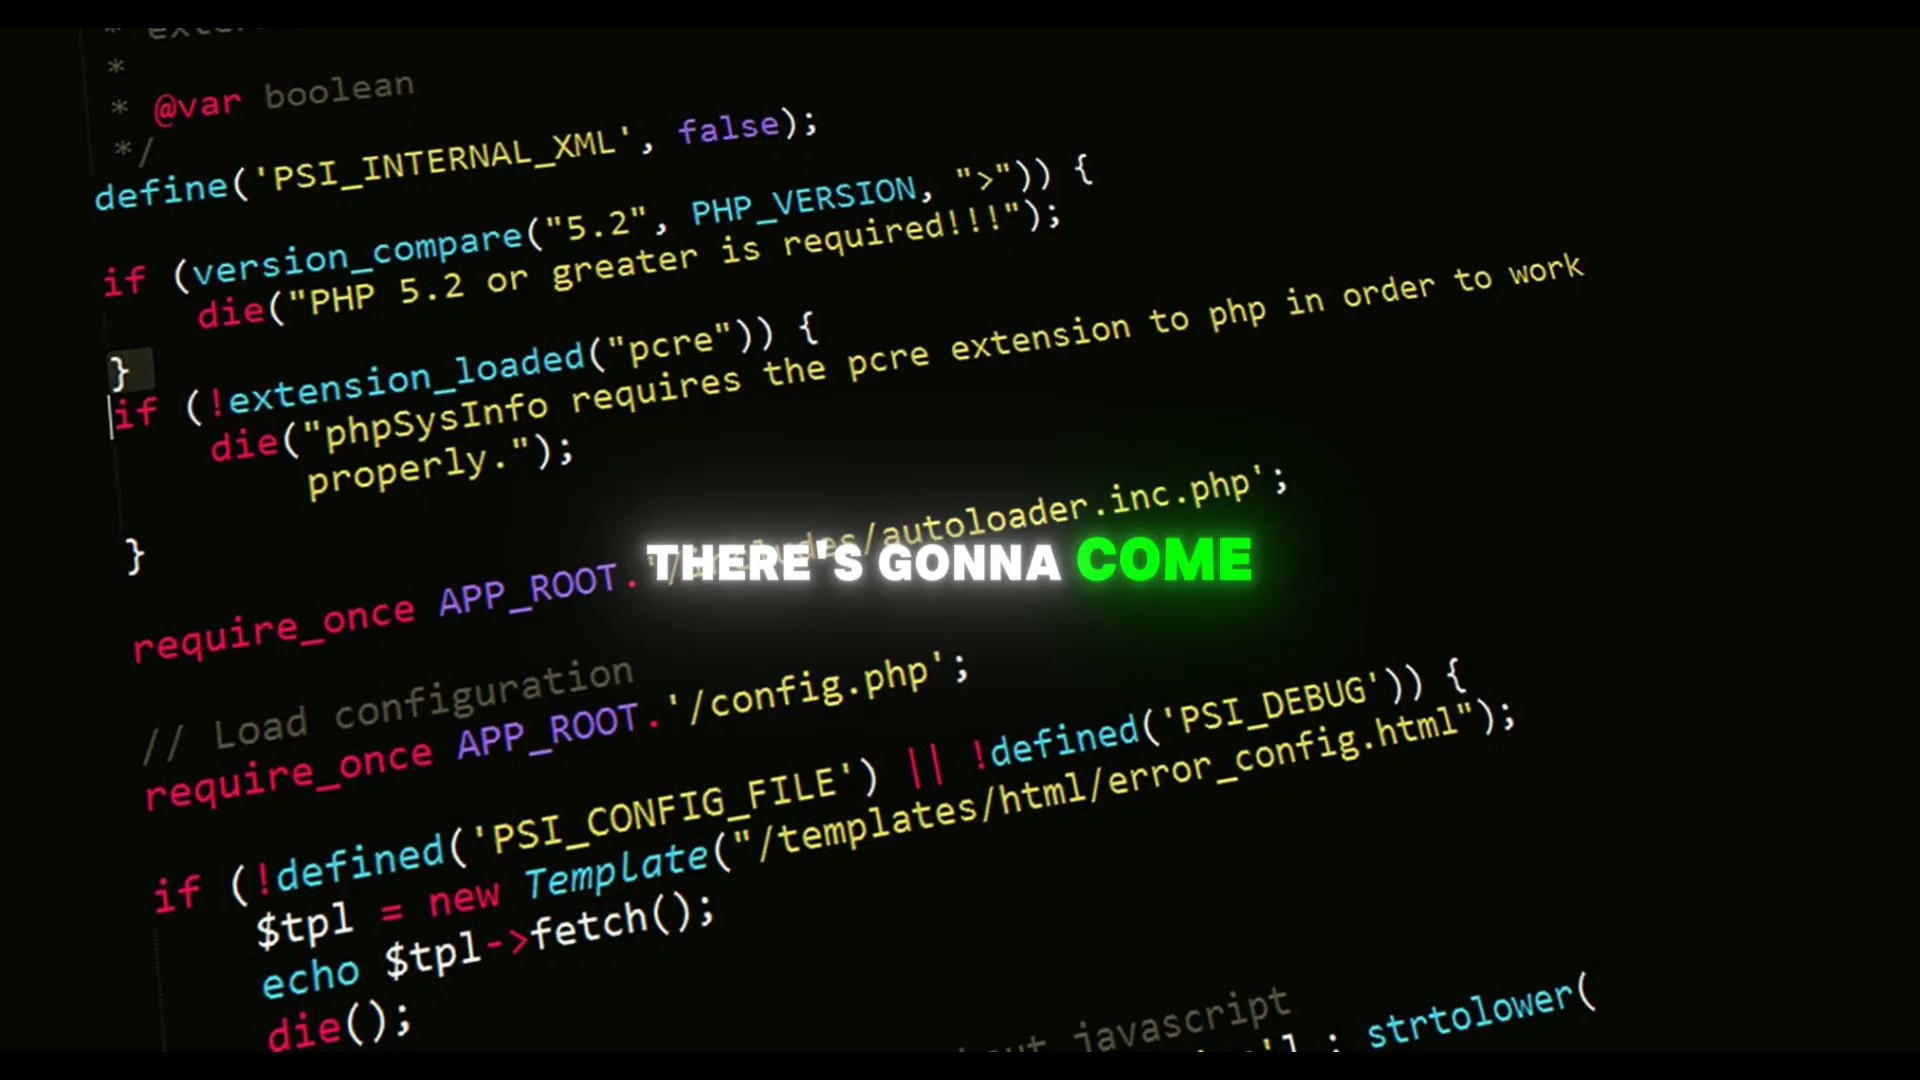 *
* @var boolean
*/
define('PSI_INTERNAL_XML', false);
if (version_compare("5.2", PHP_VERSION, ">")) {
die("PHP 5.2 or greater is required!!!");
}
if (!extension_loaded("pcre")) {
die("phpSysInfo requires the pcre extension to php in order to work
properly.");
}
require_once APP_ROOT.'/includes/autoloader.inc.php';
THERE'S GONNA COME
// Load configuration
require_once APP_ROOT.'/config.php';
if (!defined('PSI_CONFIG_FILE') || !defined('PSI_DEBUG')) {
$tpl = new Template("/templates/html/error_config.html");
echo $tpl->fetch();
die();
javascript
: strtolower(